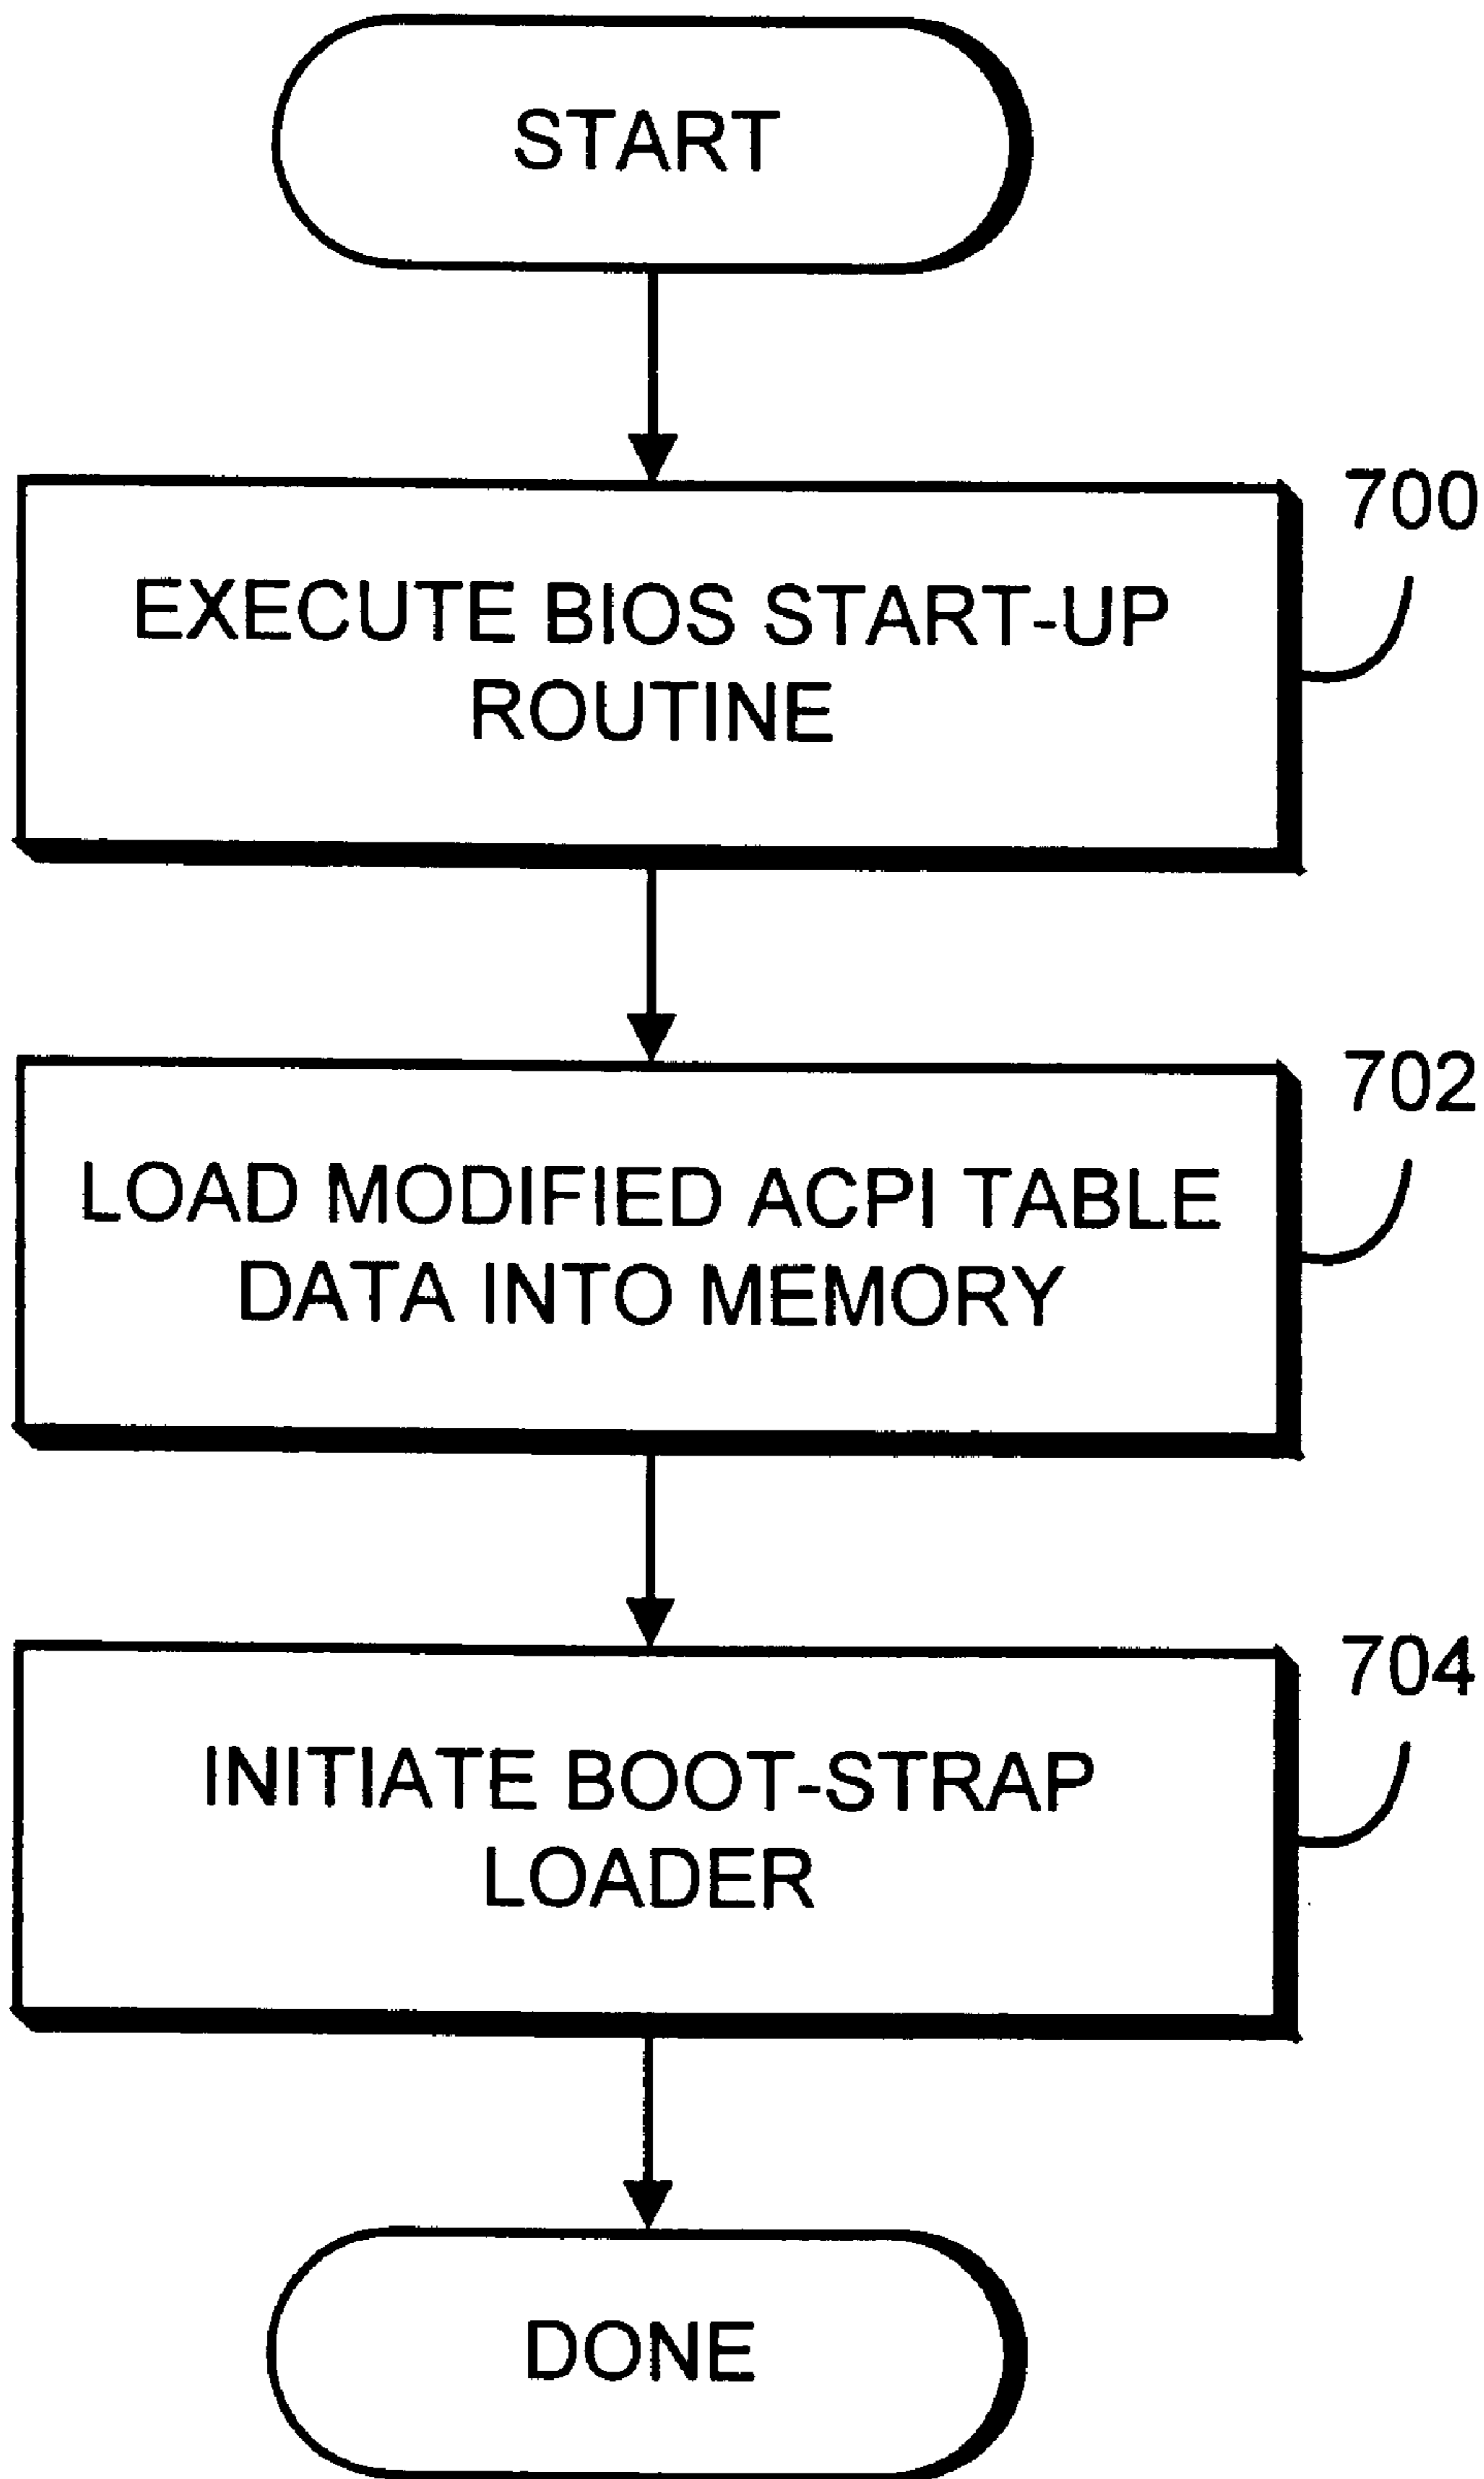 START
700
EXECUTE BIOS START-UP
ROUTINE
702
LOAD MODIFIED ACPI TABLE
DATA INTO MEMORY
704
INITIATE BOOT-STRAP
LOADER
DONE